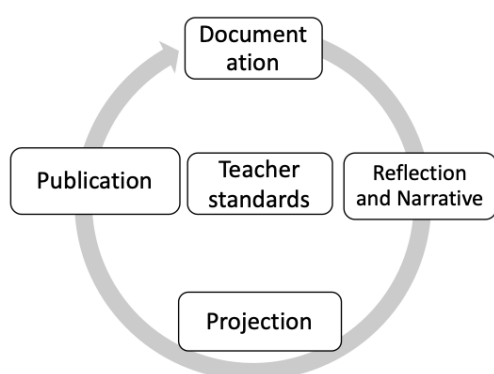 Document
ation
Publication
Teacher
standards
Reflection
and Narrative
Projection